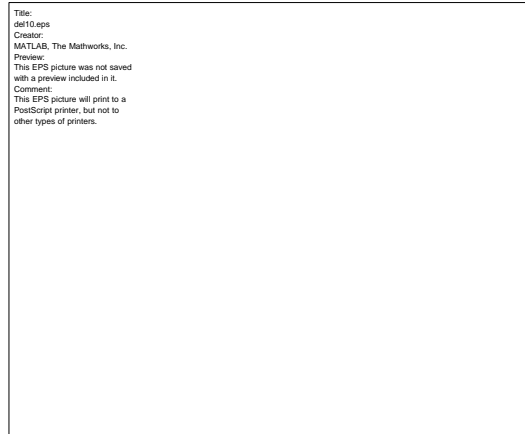 Title:
del10.eps
Creator:
MATLAB, The Mathworks, Inc.
Preview:
This EPS picture was not saved
with a preview included in it.
Comment:
This EPS picture will print to a
PostScript printer, but not to
other types of printers.